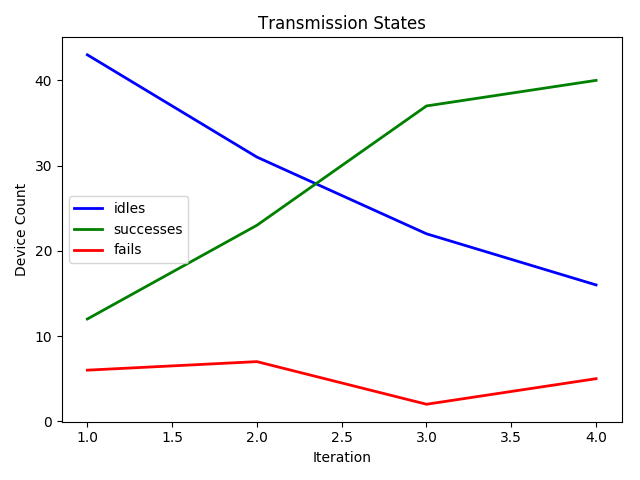 Transmission States
Device Count
40
30
20
10
0
idles
successes
fails
1.0 1.5 2.0 2.5 3.0 3.5 4.0
Iteration